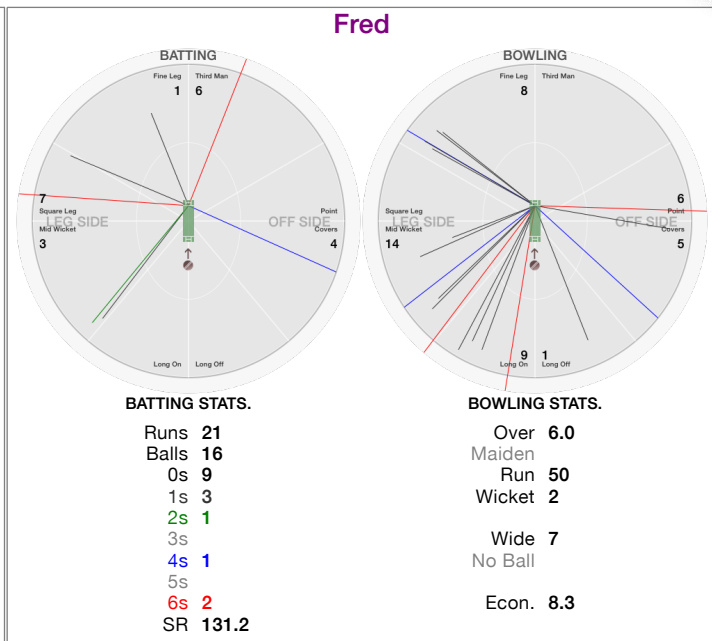 Fred
BATTING
Fine Leg Third Man
1 6
7
Square Leg Point
LEG SIDE OFF SIDE
Mid Wicket Covers
3 4
Long On Long Off
BOWLING
Fine Leg Third Man
8
6
Square Leg Point
LEG SIDE OFF SIDE
Mid Wicket Covers
14 5
9 1
Long On Long Off
BATTING STATS.
Runs 21
Balls 16
0s 9
1s 3
2s 1
3s
4s 1
5s
6s 2
SR 131.2
BOWLING STATS.
Over 6.0
Maiden
Run 50
Wicket 2
Wide 7
No Ball
Econ. 8.3